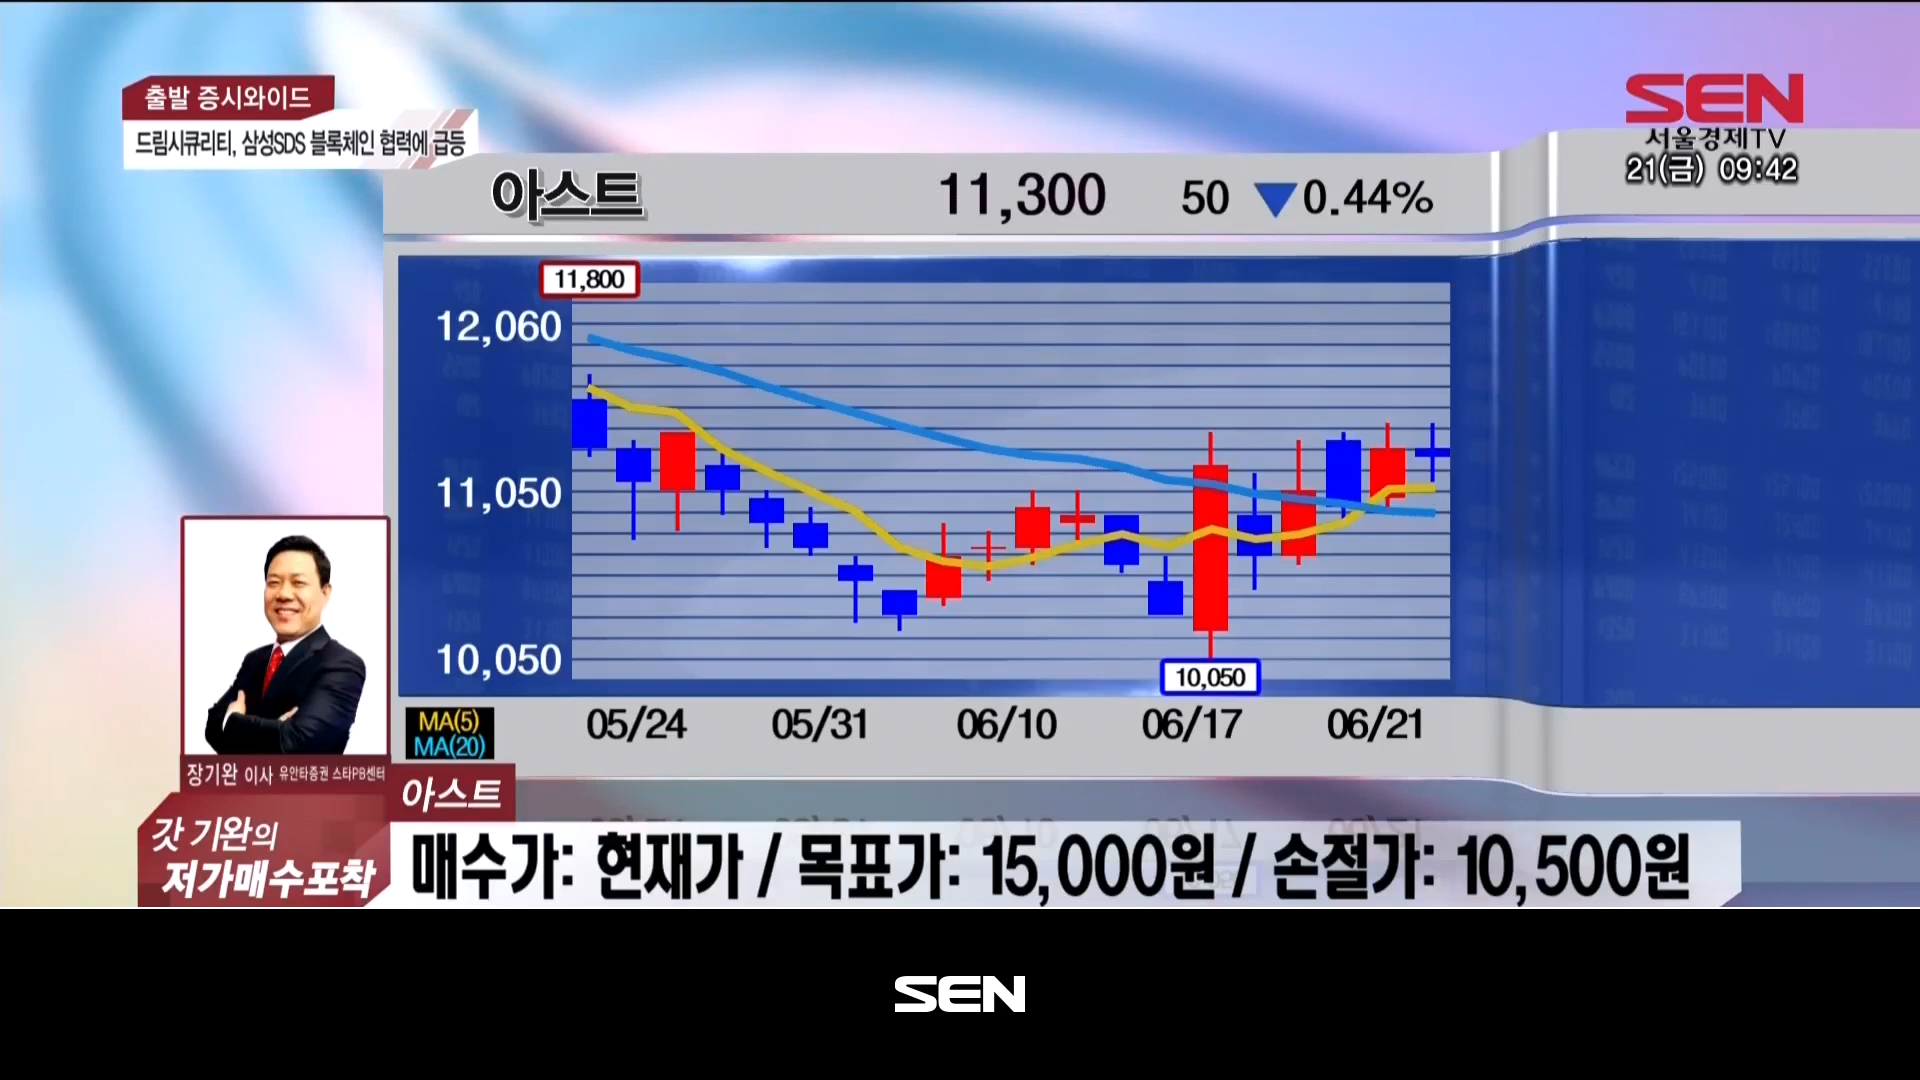 출발 증시와이드
드림시큐리티, 삼성SDS 블록체인 협력에 급등
SEN
서울경제TV
21(금) 09:42
아스트 11,300 50 ▼0.44%
11,800
12,060
11,050
10,050
10,050
MA(5)
MA(20)
05/24 05/31 06/10 06/17 06/21
장기완 이사 유안타증권 스타PB센터
아스트
갓 기완의
저가매수포착
매수가: 현재가 / 목표가: 15,000원 / 손절가: 10,500원
SEN